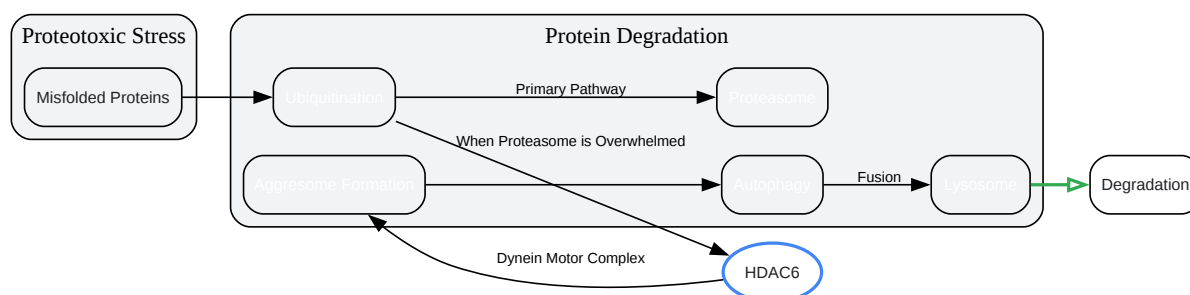 Proteotoxic Stress
Protein Degradation
Misfolded Proteins
Ubiquitination
Primary Pathway
Proteasome
When Proteasome is Overwhelmed
Aggresome Formation
Autophagy
Fusion
Lysosome
Degradation
Dynein Motor Complex
HDAC6